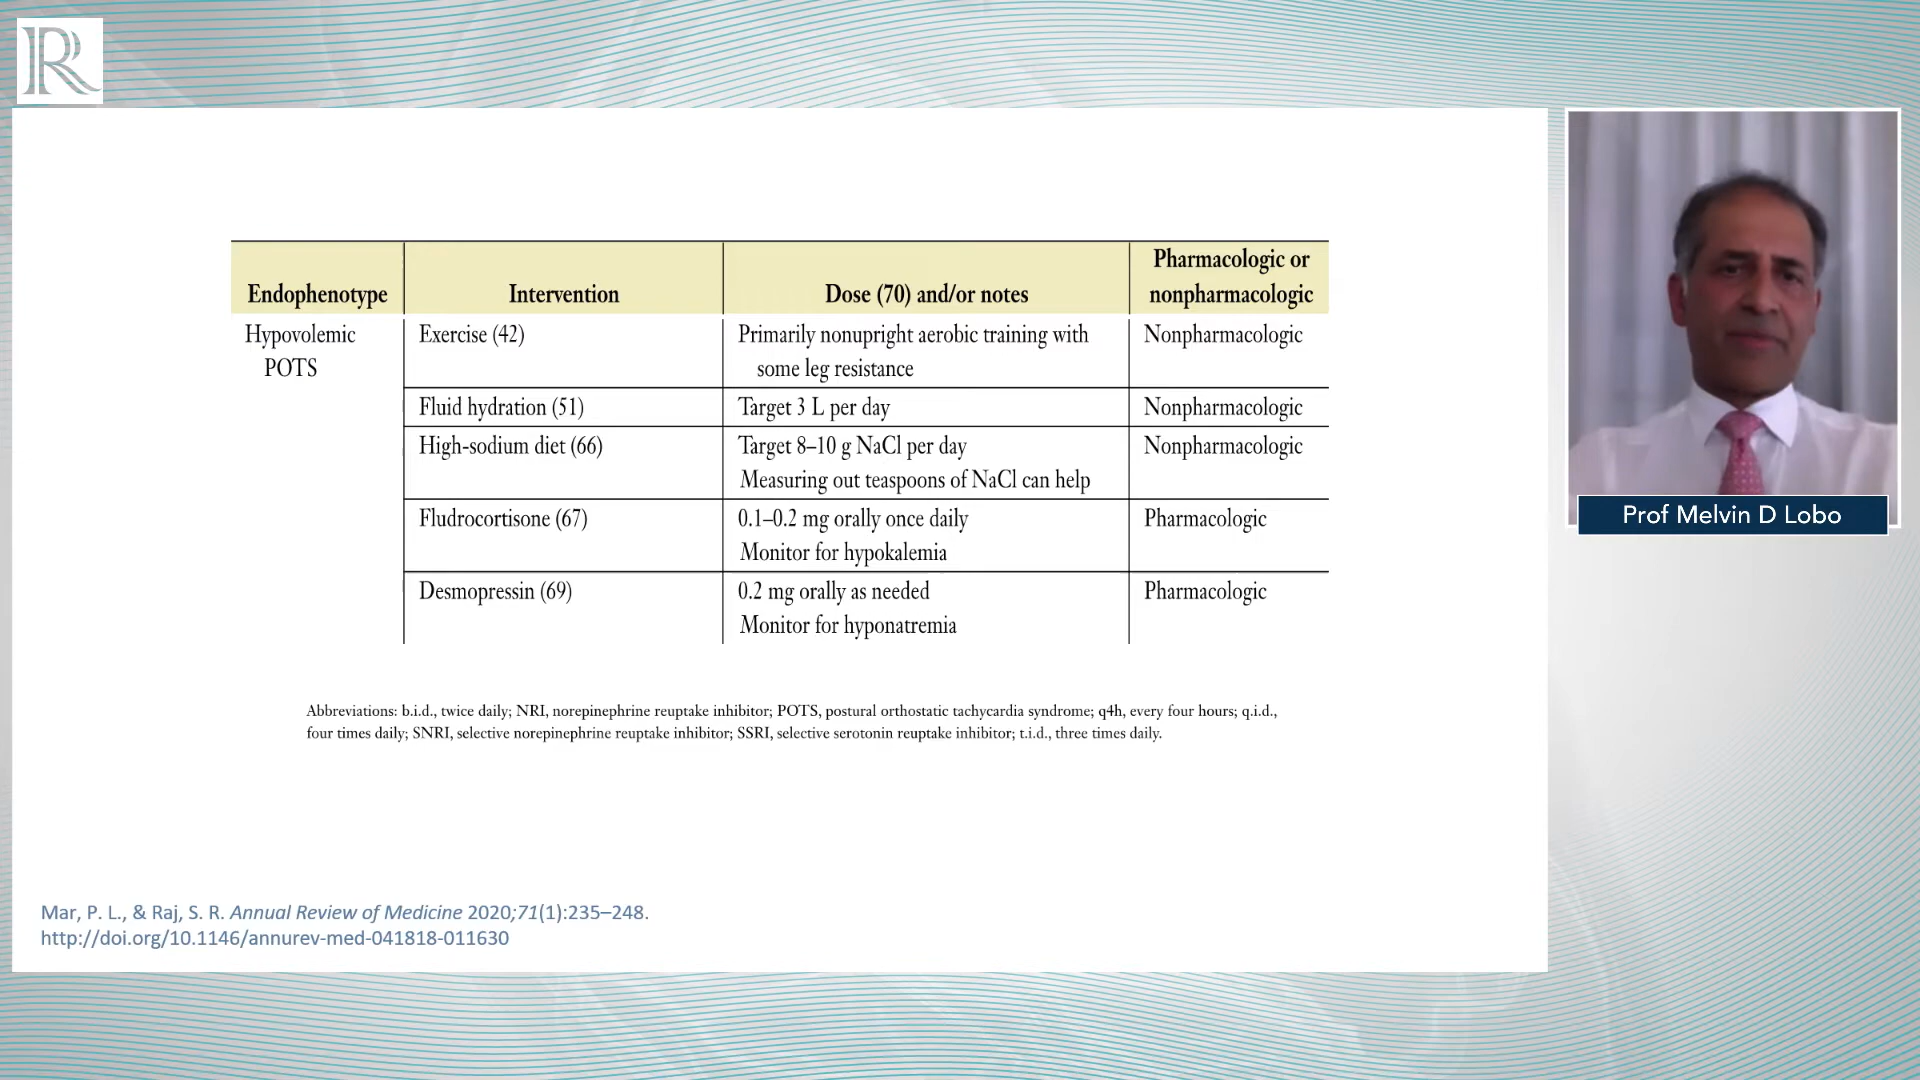 R
Endophenotype Intervention Dose (70) and/or notes Pharmacologic or
nonpharmacologic
Hypovolemic
POTS
Exercise (42) Primarily nonupright aerobic training with
some leg resistance Nonpharmacologic
Fluid hydration (51) Target 3 L per day Nonpharmacologic
High-sodium diet (66) Target 8–10 g NaCl per day Nonpharmacologic
Measuring out teaspoons of NaCl can help
Fludrocortisone (67) 0.1–0.2 mg orally once daily Pharmacologic
Monitor for hypokalemia
Desmopressin (69) 0.2 mg orally as needed Pharmacologic
Monitor for hyponatremia
Abbreviations: b.i.d., twice daily; NRI, norepinephrine reuptake inhibitor; POTS, postural orthostatic tachycardia syndrome; q4h, every four hours; q.i.d.,
four times daily; SNRI, selective norepinephrine reuptake inhibitor; SSRI, selective serotonin reuptake inhibitor; t.i.d., three times daily.
Mar, P. L., & Raj, S. R. Annual Review of Medicine 2020;71(1):235–248.
http://doi.org/10.1146/annurev-med-041818-011630
Prof Melvin D Lobo